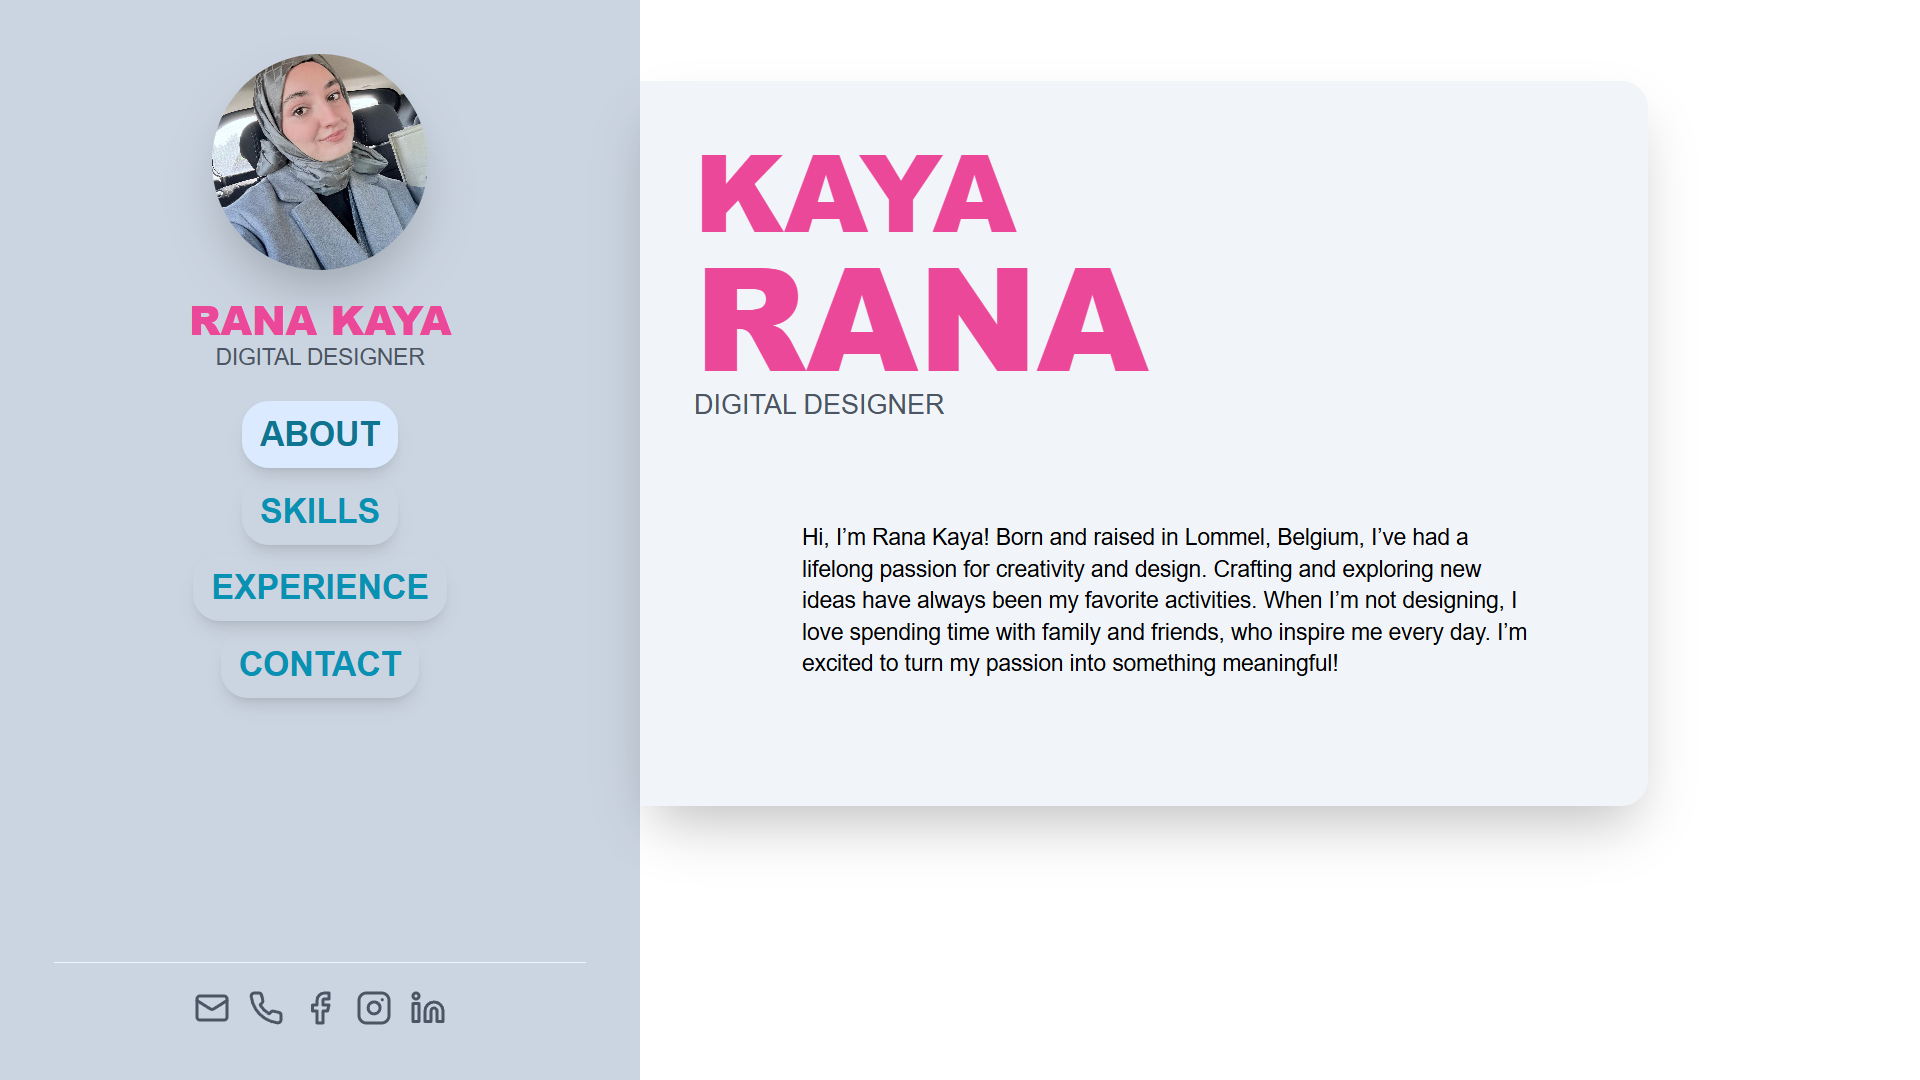 RANA KAYA
DIGITAL DESIGNER
ABOUT
SKILLS
EXPERIENCE
CONTACT
KAYA
RANA
DIGITAL DESIGNER
Hi, I’m Rana Kaya! Born and raised in Lommel, Belgium, I’ve had a
lifelong passion for creativity and design. Crafting and exploring new
ideas have always been my favorite activities. When I’m not designing, I
love spending time with family and friends, who inspire me every day. I’m
excited to turn my passion into something meaningful!